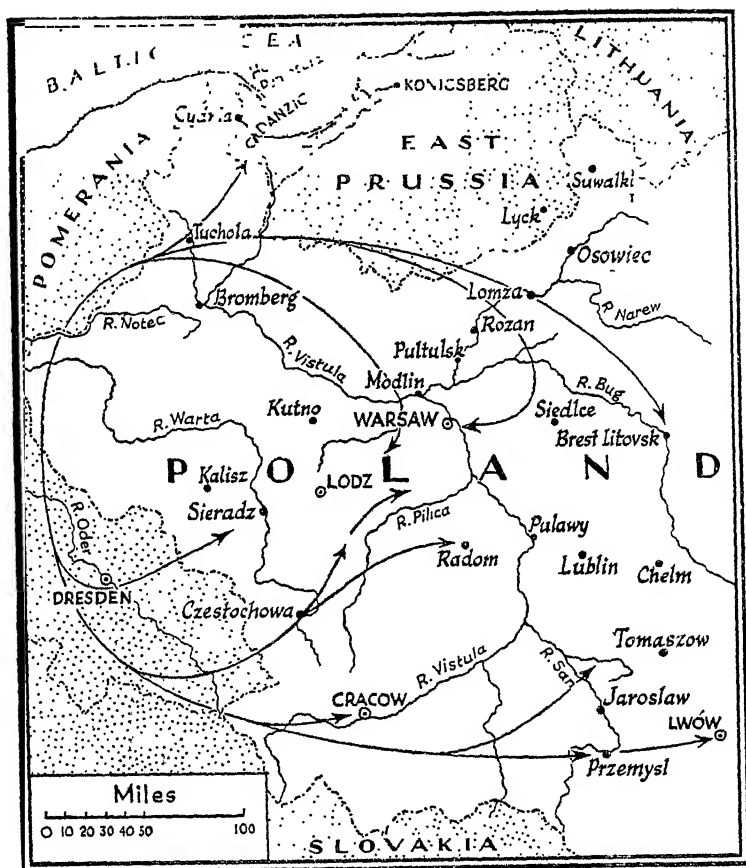 BALTIC SEA
LITHUANIA
KONIGSBERG
EAST
PRUSSIA
POMERANIA
Suwalki
Lyck
Tuchola
Osowiec
Bromberg
Lomza
R. Narew
R. Notec
Rozan
R. Vistula
Pultulsk
Modlin
R. Bug
Kutno
WARSAW
Siedlce
R. Warta
Brest Litovsk
POLAND
Kalisz
LODZ
Sieradz
R. Pilica
R. Oder
Pulawy
Radom
Lublin
Chelm
DRESDEN
Czestochowa
Tomaszow
R. Vistula
R. San
CRACOW
Jaroslaw
LWÓW
Przemysl
Miles
0 10 20 30 40 50 100
SLOVAKIA